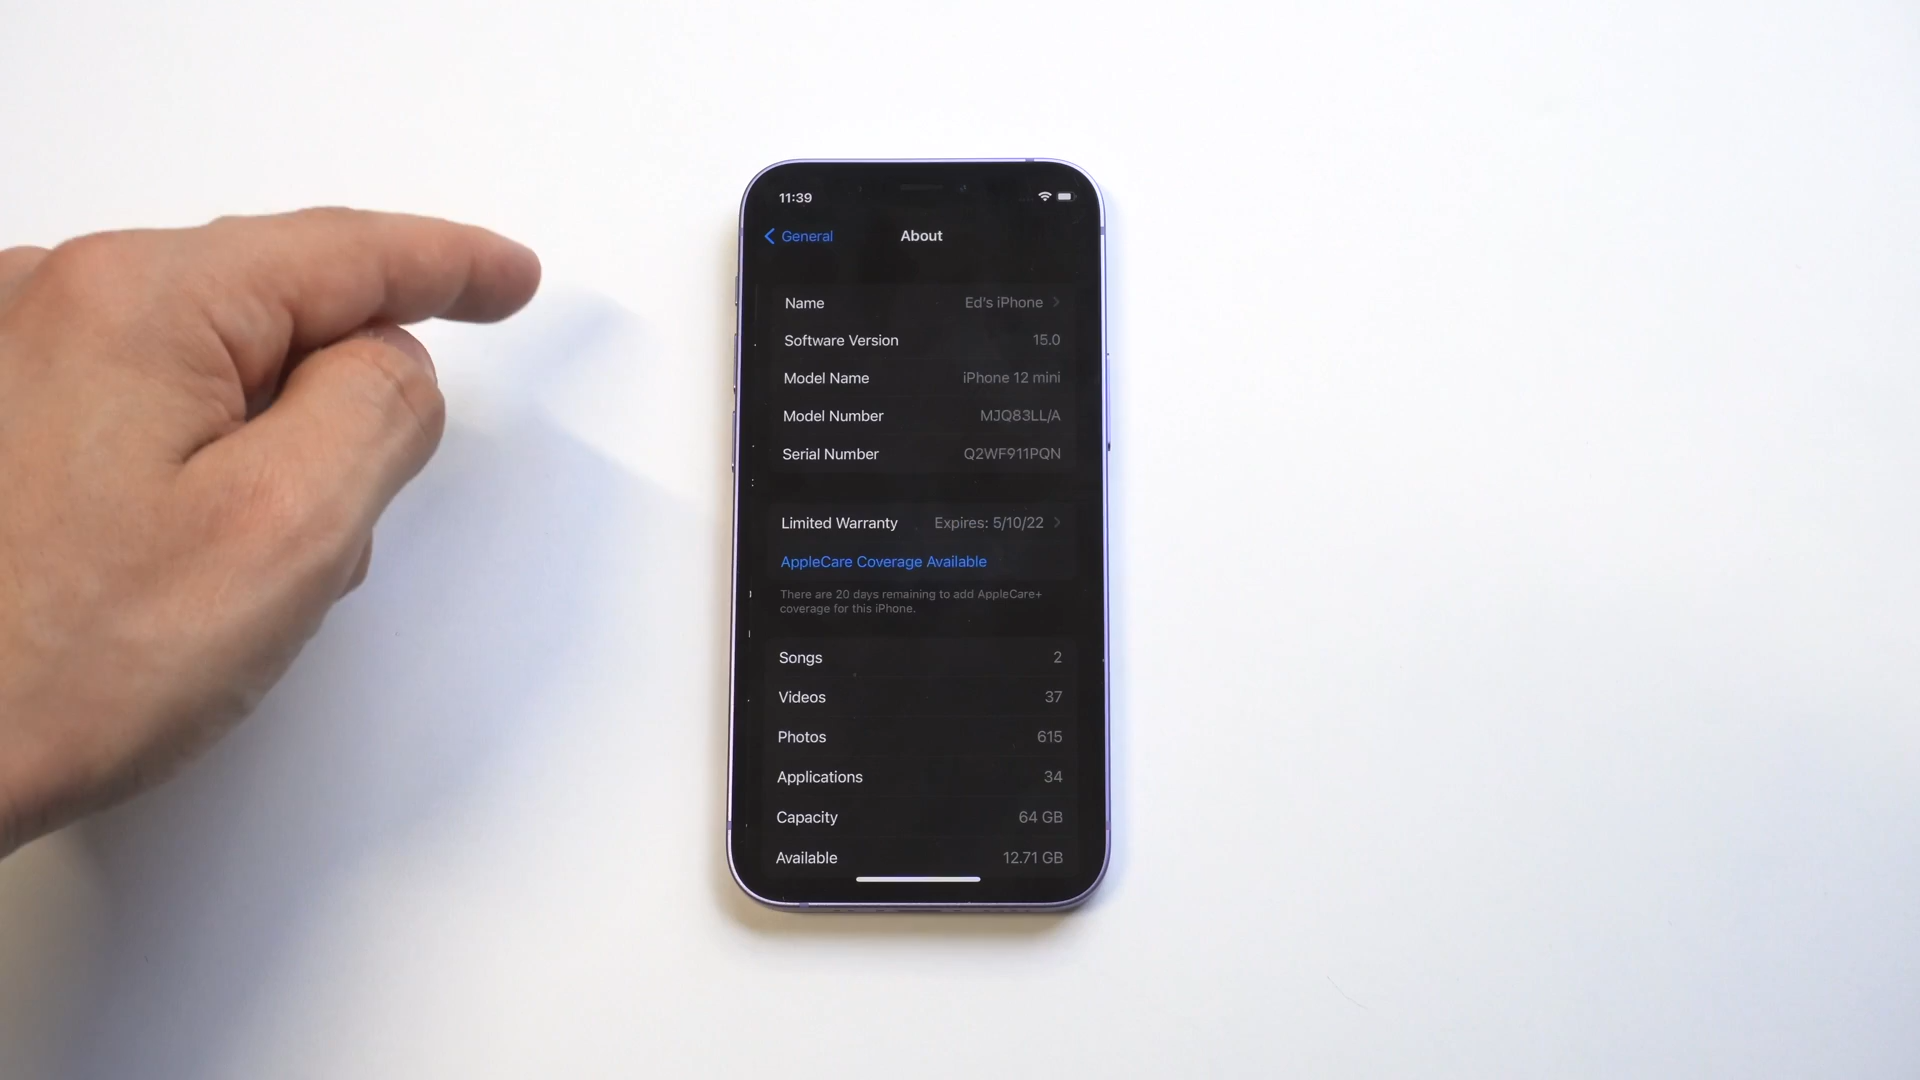 11:39
General About
Name Ed's iPhone
Software Version 15.0
Model Name iPhone 12 mini
Model Number MJQ83LL/A
Serial Number Q2WF911PQN
Limited Warranty Expires: 5/10/22
AppleCare Coverage Available
There are 20 days remaining to add AppleCare+
coverage for this iPhone.
Songs 2
Videos 37
Photos 615
Applications 34
Capacity 64 GB
Available 12.71 GB